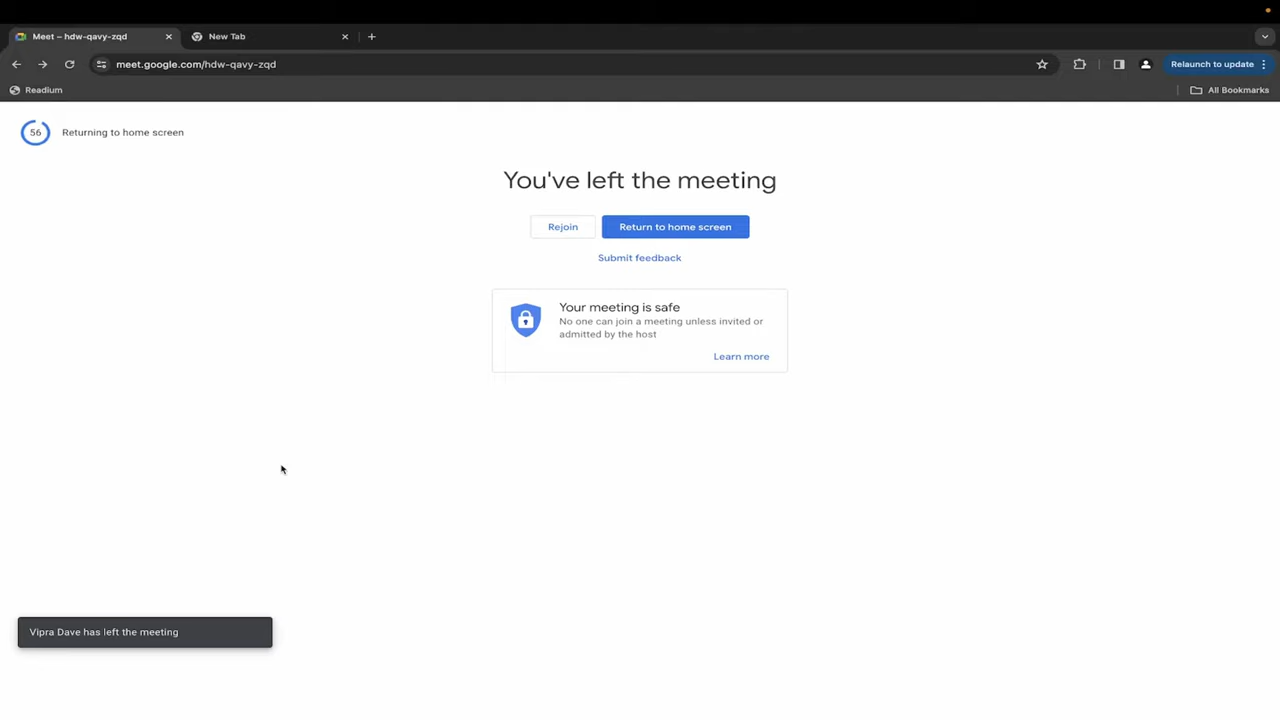 Meet – hdw-qavy-zqd
New Tab
meet.google.com/hdw-qavy-zqd
Relaunch to update
Readium
All Bookmarks
56
Returning to home screen
You've left the meeting
Rejoin
Return to home screen
Submit feedback
Your meeting is safe
No one can join a meeting unless invited or
admitted by the host
Learn more
Vipra Dave has left the meeting